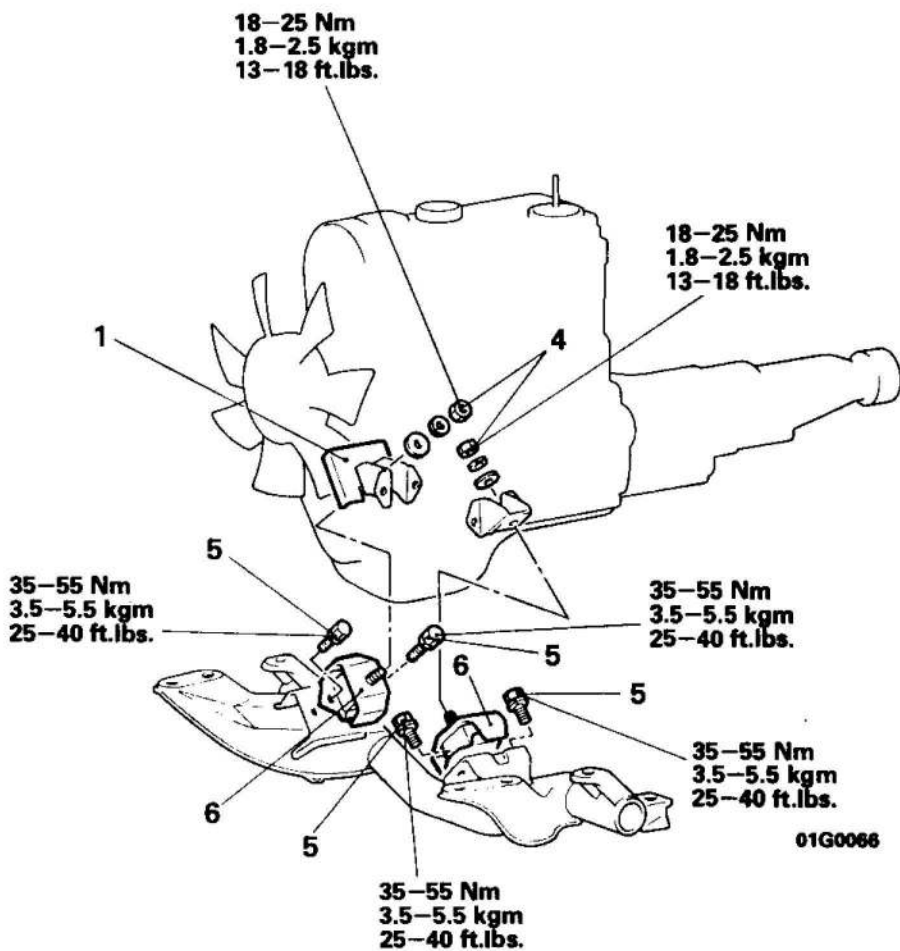 18–25 Nm
1.8–2.5 kgm
13–18 ft.lbs.
18–25 Nm
1.8–2.5 kgm
13–18 ft.lbs.
1
4
5
35–55 Nm
3.5–5.5 kgm
25–40 ft.lbs.
35–55 Nm
3.5–5.5 kgm
25–40 ft.lbs.
5
6
5
35–55 Nm
3.5–5.5 kgm
25–40 ft.lbs.
6
5
01G0066
35–55 Nm
3.5–5.5 kgm
25–40 ft.lbs.